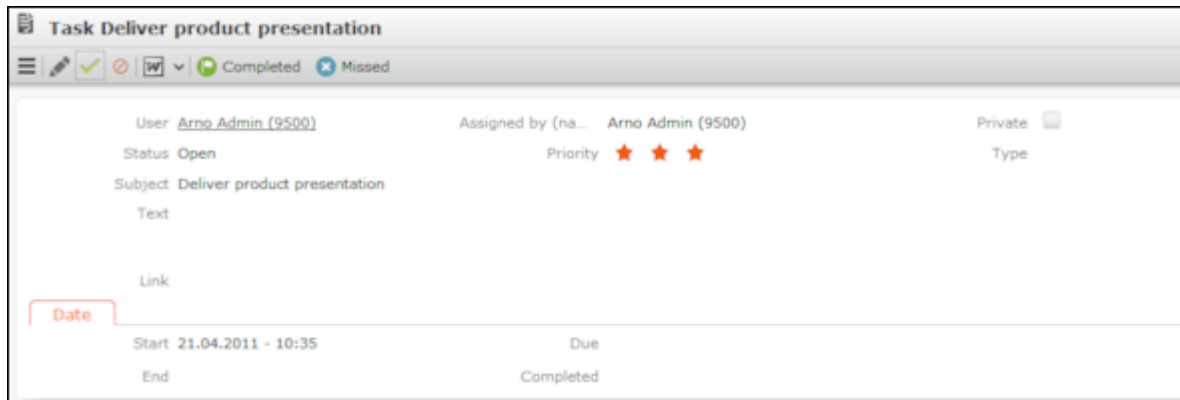 Task Deliver product presentation
Completed Missed
User Arno Admin (9500) Assigned by (na... Arno Admin (9500) Private
Status Open Priority Type
Subject Deliver product presentation
Text
Link
Date
Start 21.04.2011 - 10:35 Due
End Completed